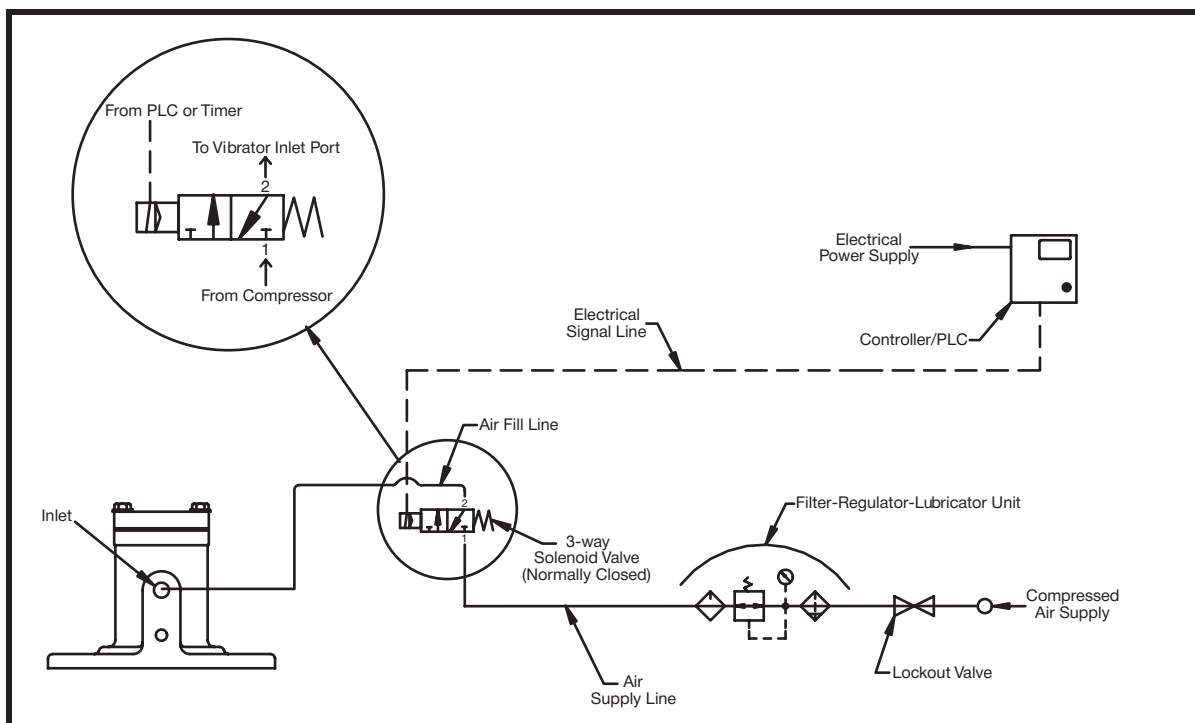 From PLC or Timer
To Vibrator Inlet Port
2
1
From Compressor
Electrical
Power Supply
Controller/PLC
Electrical
Signal Line
Air Fill Line
2
1
3-way
Solenoid Valve
(Normally Closed)
Inlet
Filter-Regulator-Lubricator Unit
Compressed
Air Supply
Lockout Valve
Air
Supply Line